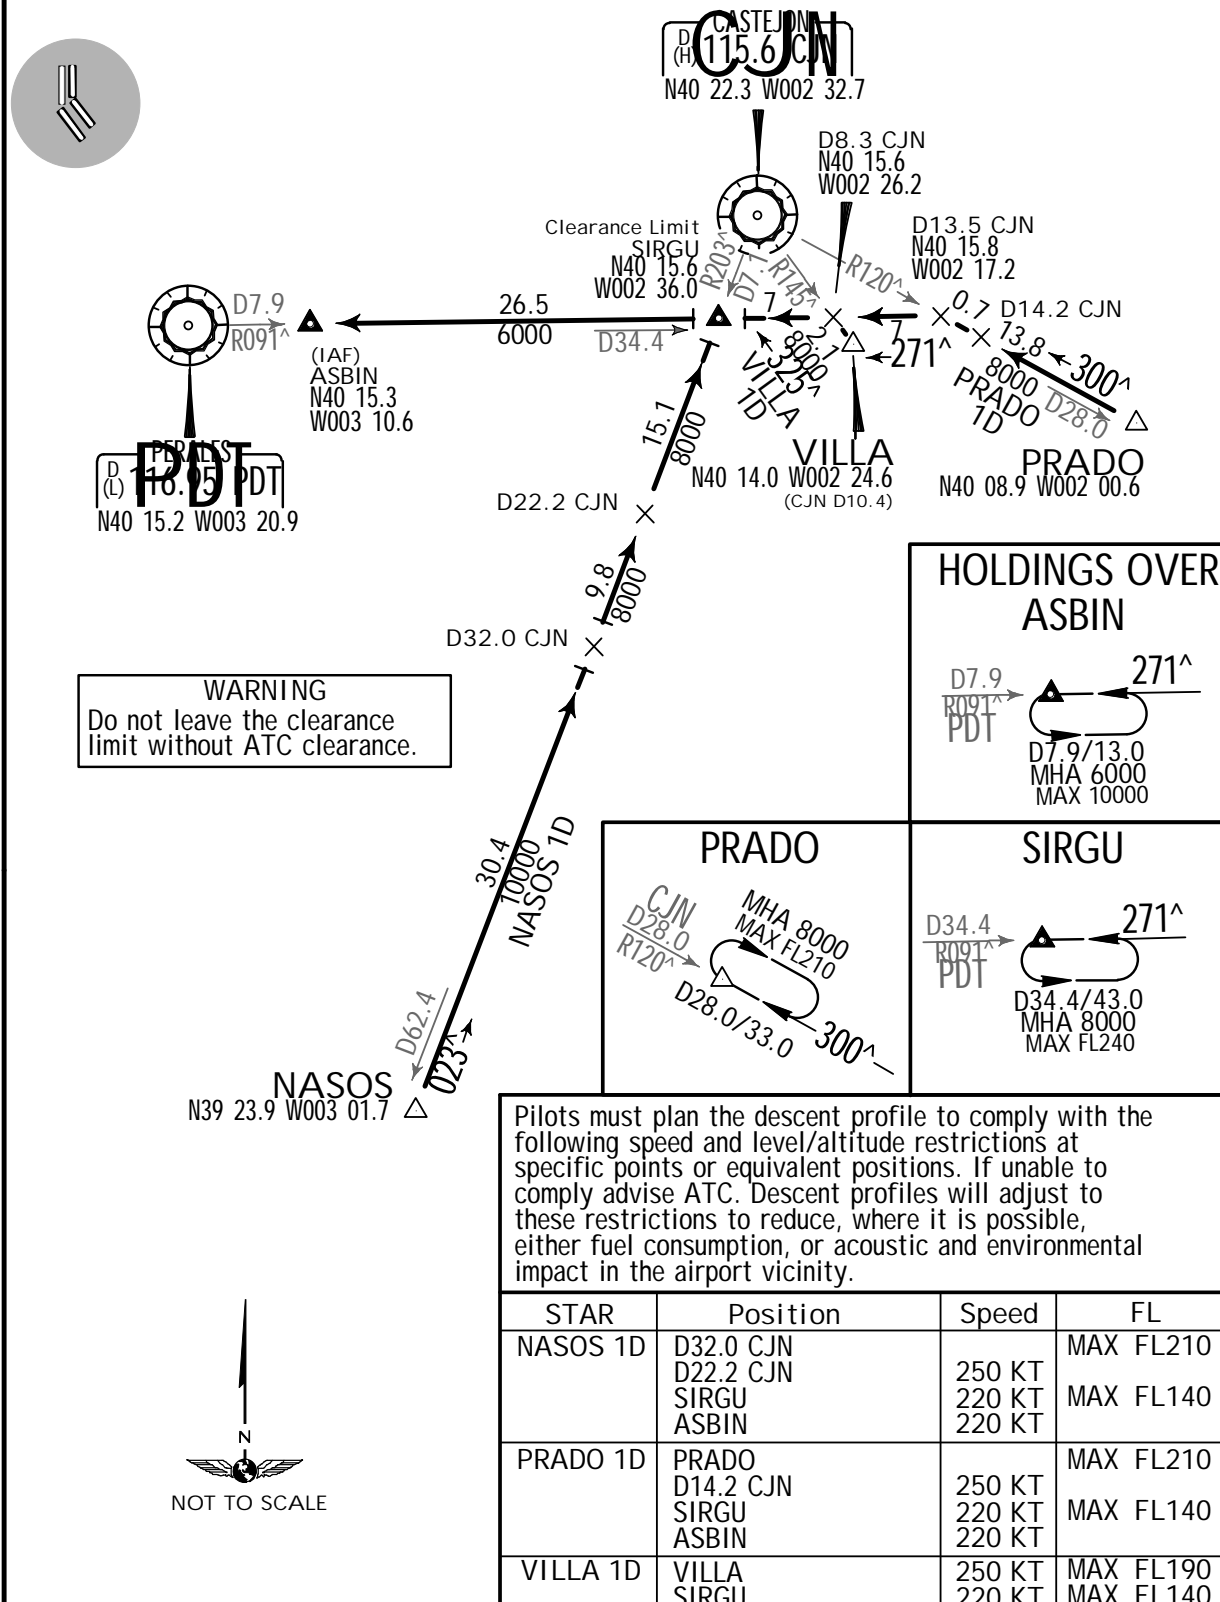 CASTEJON
D
(H) 115.6 CJN
CJN
N40 22.3 W002 32.7
D8.3 CJN
N40 15.6
W002 26.2
Clearance Limit
SIRGU
N40 15.6
W002 36.0
R203^
D7.1
R145^
R120^
D13.5 CJN
N40 15.8
W002 17.2
D7.9
R091^
26.5
6000
D34.4
7
7
0.7
D14.2 CJN
13.8
300^
8000
PRADO
1D
D28.0
2.1
8000
325^
VILLA
1D
271^
(IAF)
ASBIN
N40 15.3
W003 10.6
PERALES
D
(L) 116.95 PDT
PDT
N40 15.2 W003 20.9
15.1
8000
VILLA
N40 14.0 W002 24.6
(CJN D10.4)
PRADO
N40 08.9 W002 00.6
D22.2 CJN
9.8
8000
D32.0 CJN
WARNING
Do not leave the clearance
limit without ATC clearance.
30.4
10000
NASOS 1D
D62.4
023^
NASOS
N39 23.9 W003 01.7
HOLDINGS OVER
ASBIN
D7.9
R091^
PDT
271^
D7.9/13.0
MHA 6000
MAX 10000
PRADO
CJN
D28.0
R120^
MHA 8000
MAX FL210
D28.0/33.0
300^
SIRGU
D34.4
R091^
PDT
271^
D34.4/43.0
MHA 8000
MAX FL240
Pilots must plan the descent profile to comply with the
following speed and level/altitude restrictions at
specific points or equivalent positions. If unable to
comply advise ATC. Descent profiles will adjust to
these restrictions to reduce, where it is possible,
either fuel consumption, or acoustic and environmental
impact in the airport vicinity.
STAR Position Speed FL
NASOS 1D D32.0 CJN MAX FL210
D22.2 CJN 250 KT
SIRGU 220 KT MAX FL140
ASBIN 220 KT
PRADO 1D PRADO MAX FL210
D14.2 CJN 250 KT
SIRGU 220 KT MAX FL140
ASBIN 220 KT
VILLA 1D VILLA 250 KT MAX FL190
SIRGU 220 KT MAX FL140
N
NOT TO SCALE